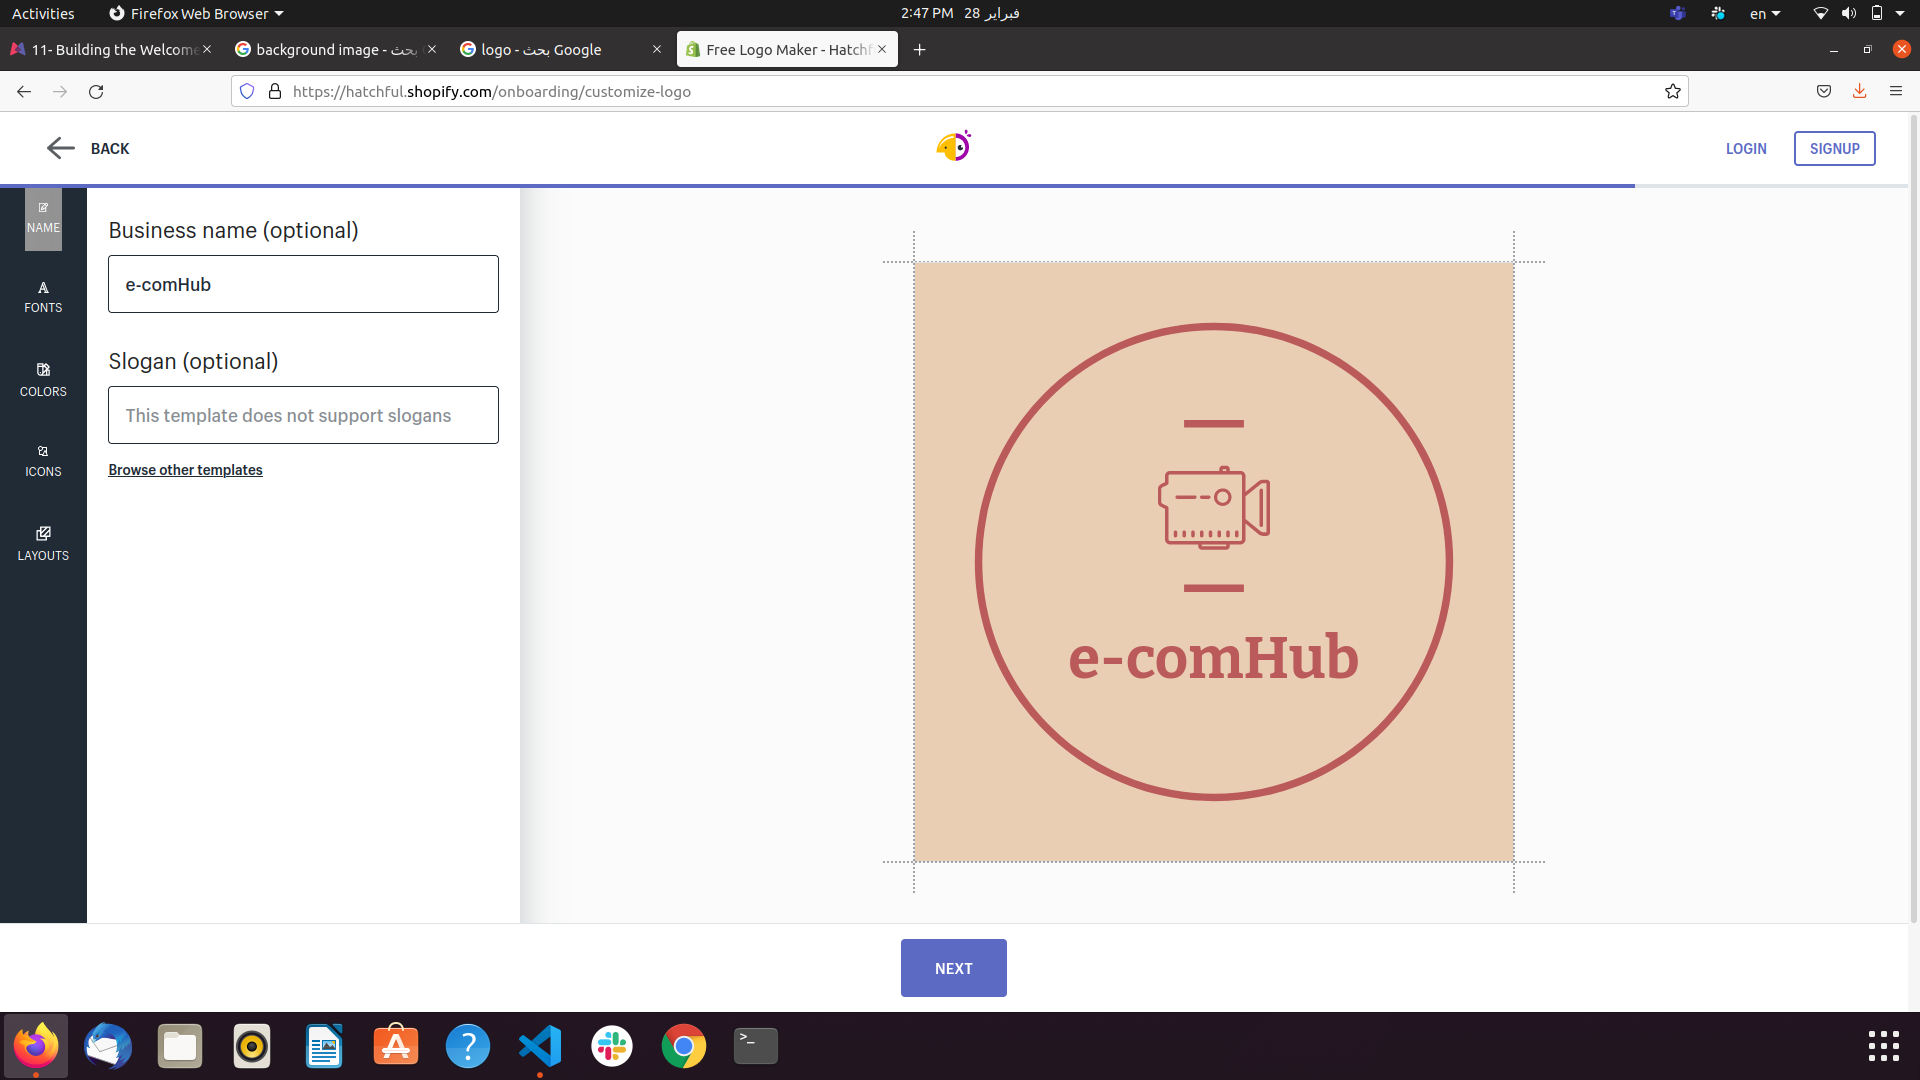 Activities
Firefox Web Browser
2:47 PM 28 فبراير
en
11- Building the Welcome
background image - بحث
logo - بحث Google
Free Logo Maker - Hatchf
https://hatchful.shopify.com/onboarding/customize-logo
BACK
LOGIN
SIGNUP
NAME
FONTS
COLORS
ICONS
LAYOUTS
Business name (optional)
e-comHub
Slogan (optional)
This template does not support slogans
Browse other templates
e-comHub
NEXT